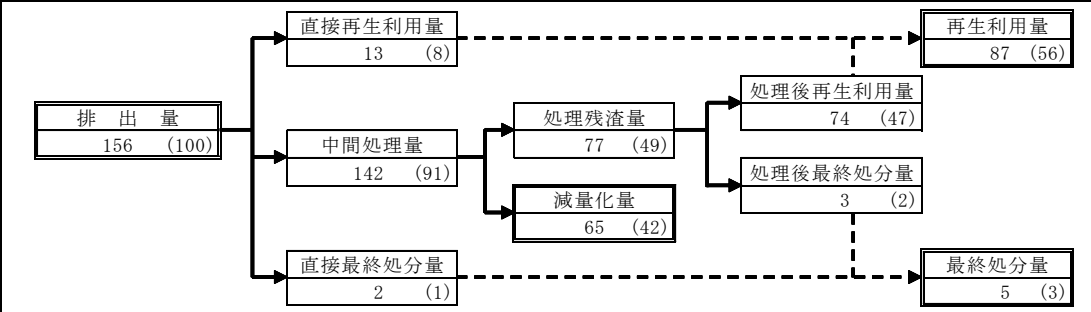 直接再生利用量
13 (8)
再生利用量
87 (56)
排 出 量
156 (100)
中間処理量
142 (91)
処理残渣量
77 (49)
処理後再生利用量
74 (47)
減量化量
65 (42)
処理後最終処分量
3 (2)
直接最終処分量
2 (1)
最終処分量
5 (3)